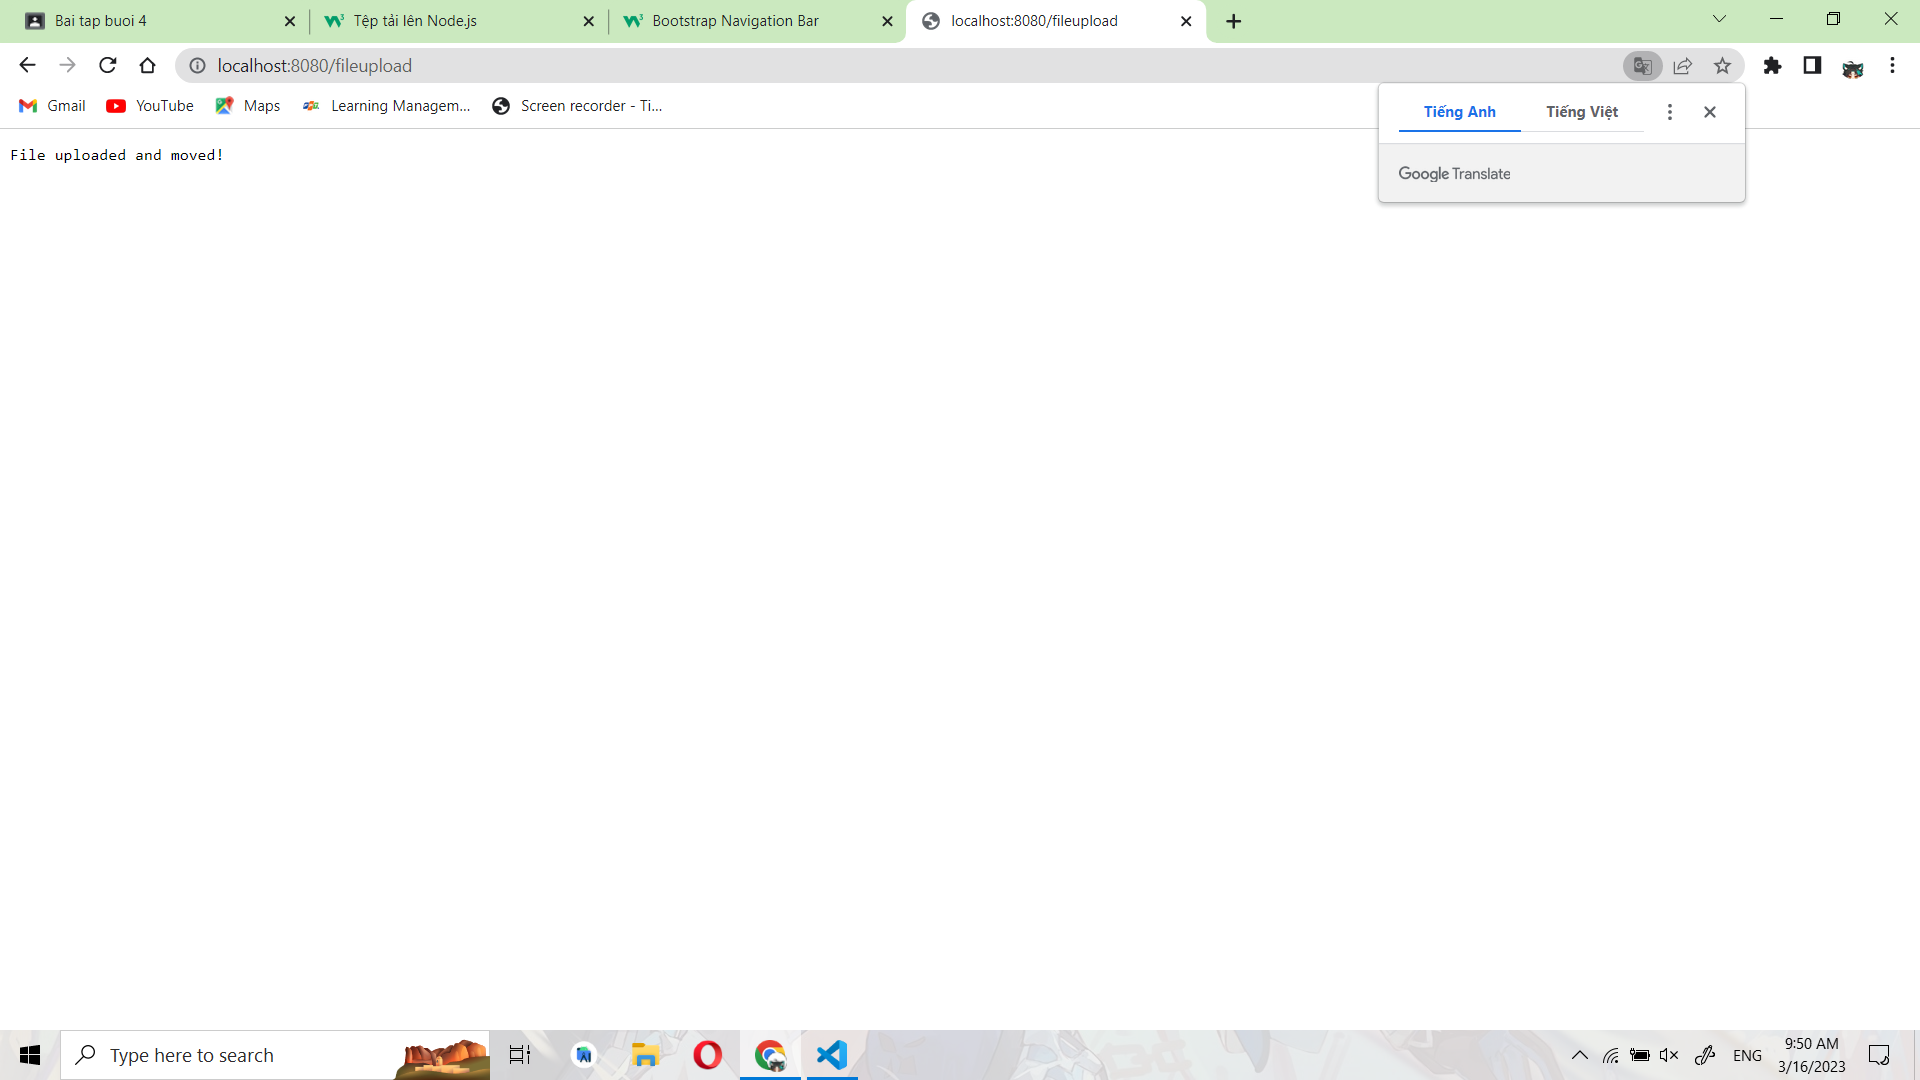 Bai tap buoi 4
Tệp tải lên Node.js
Bootstrap Navigation Bar
localhost:8080/fileupload
localhost:8080/fileupload
Gmail
YouTube
Maps
Learning Managem...
Screen recorder - Ti...
Tiếng Anh
Tiếng Việt
Google Translate
File uploaded and moved!
Type here to search
ENG
9:50 AM
3/16/2023